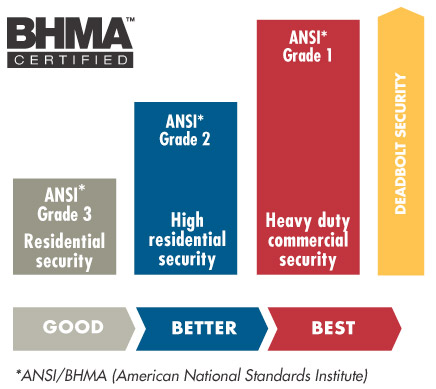 BHMA™
CERTIFIED
ANSI*
Grade 3
Residential
security
ANSI*
Grade 2
High
residential
security
ANSI*
Grade 1
Heavy duty
commercial
security
DEADBOLT SECURITY
GOOD
BETTER
BEST
*ANSI/BHMA (American National Standards Institute)